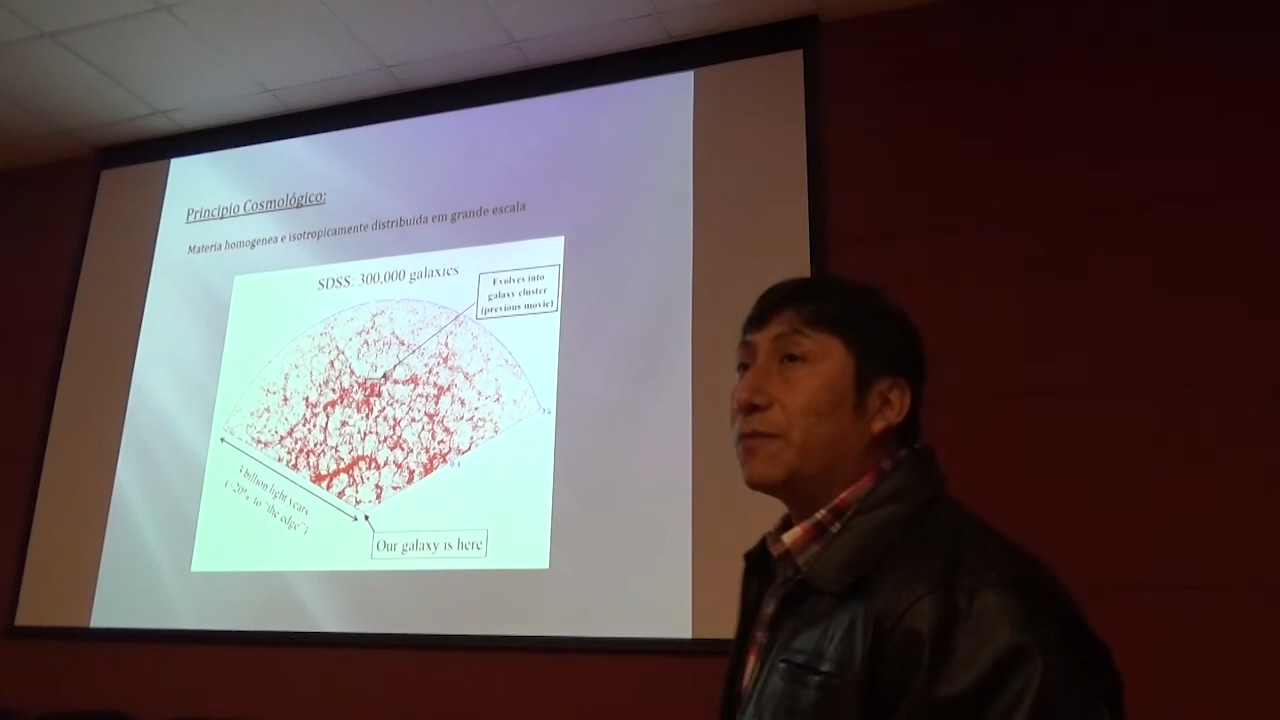 Principio Cosmológico:
Materia homogenea e isotropicamente distribuida em grande escala
SDSS: 300,000 galaxies
Evolves into
galaxy cluster
(previous movie)
3 billion light years
(~20% to "the edge")
Our galaxy is here